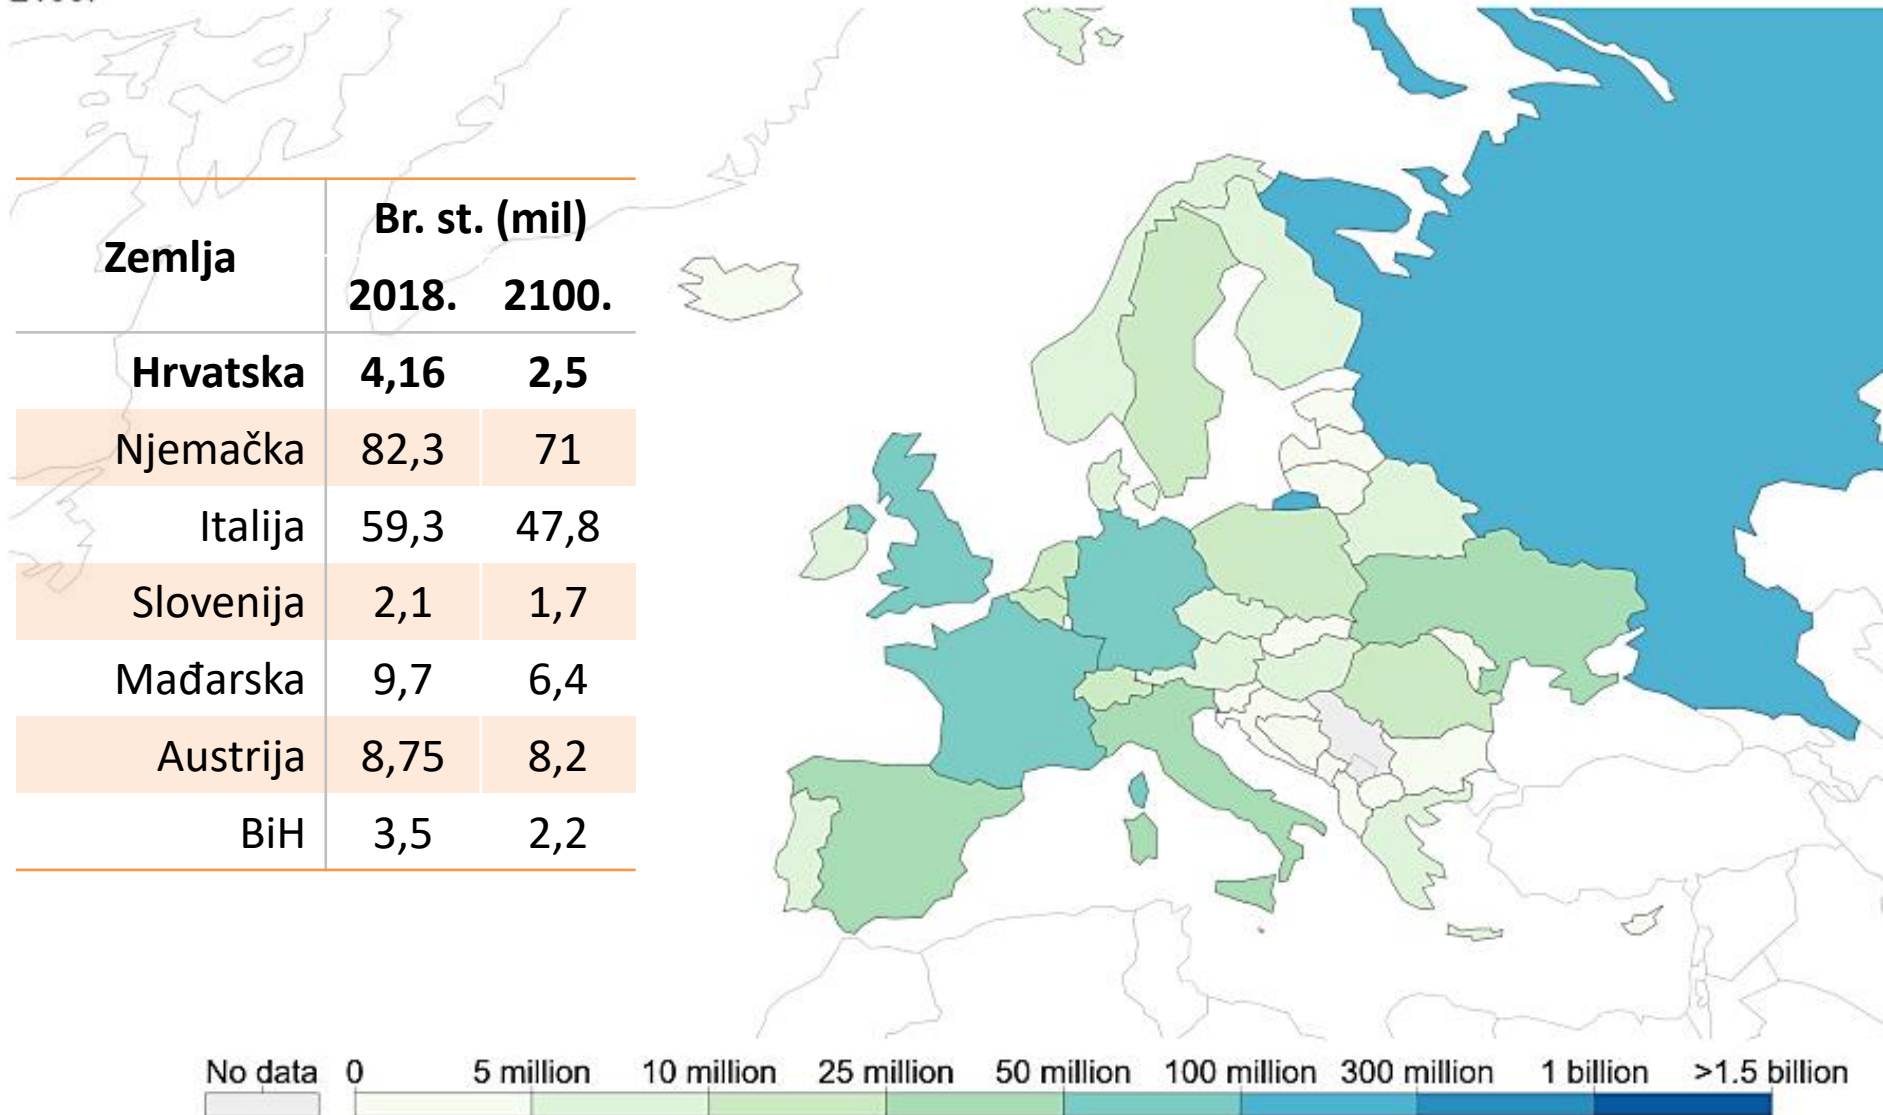 Zemlja Br. st. (mil)
2018. 2100.
Hrvatska 4,16 2,5
Njemačka 82,3 71
Italija 59,3 47,8
Slovenija 2,1 1,7
Mađarska 9,7 6,4
Austrija 8,75 8,2
BiH 3,5 2,2
No data 0 5 million 10 million 25 million 50 million 100 million 300 million 1 billion >1.5 billion